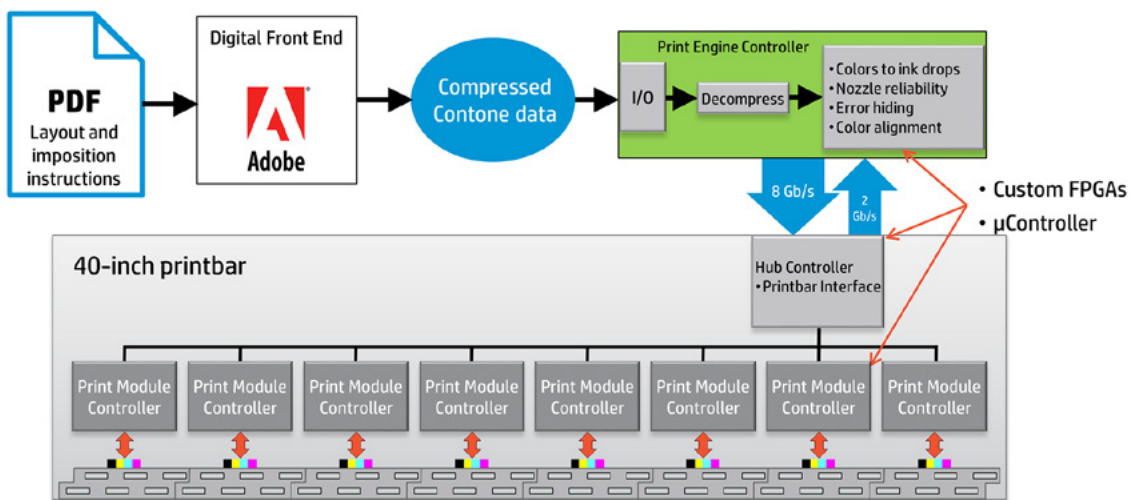 PDF
Layout and
imposition
instructions
Digital Front End
Adobe
Compressed
Contone data
Print Engine Controller
I/O
Decompress
•Colors to ink drops
•Nozzle reliability
•Error hiding
•Color alignment
8 Gb/s
2
Gb/s
• Custom FPGAs
• µController
40-inch printbar
Hub Controller
•Printbar Interface
Print Module
Controller
Print Module
Controller
Print Module
Controller
Print Module
Controller
Print Module
Controller
Print Module
Controller
Print Module
Controller
Print Module
Controller